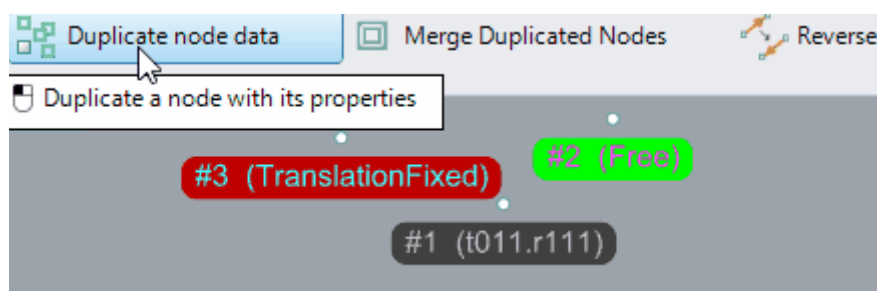 Duplicate node data
Merge Duplicated Nodes
Reverse
Duplicate a node with its properties
#2 (Free)
#3 (TranslationFixed)
#1 (t011.r111)